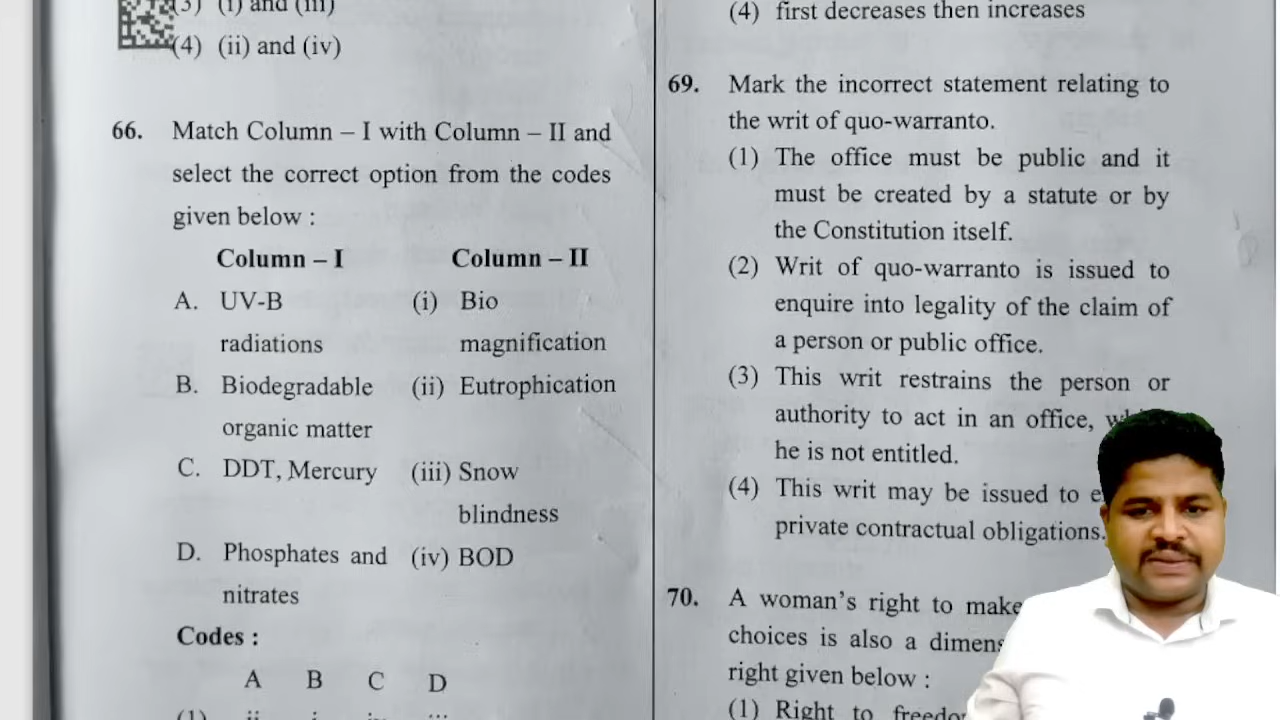 (3) (i) and (iii)
(4) (ii) and (iv)
66. Match Column – I with Column – II and
select the correct option from the codes
given below :
Column – I Column – II
A. UV-B (i) Bio
radiations magnification
B. Biodegradable (ii) Eutrophication
organic matter
C. DDT, Mercury (iii) Snow
blindness
D. Phosphates and (iv) BOD
nitrates
Codes :
A B C D
(4) first decreases then increases
69. Mark the incorrect statement relating to
the writ of quo-warranto.
(1) The office must be public and it
must be created by a statute or by
the Constitution itself.
(2) Writ of quo-warranto is issued to
enquire into legality of the claim of
a person or public office.
(3) This writ restrains the person or
authority to act in an office,
he is not entitled.
(4) This writ may be issued to
private contractual obligations.
70. A woman's right to make
choices is also a
right given below :
(1) Right to